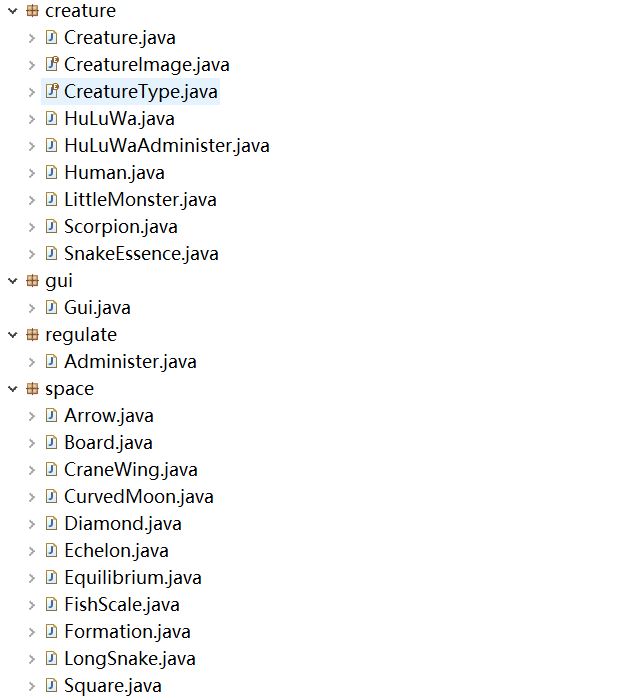 creature
Creature.java
CreatureImage.java
CreatureType.java
HuLuWa.java
HuLuWaAdminister.java
Human.java
LittleMonster.java
Scorpion.java
SnakeEssence.java
gui
Gui.java
regulate
Administer.java
space
Arrow.java
Board.java
CraneWing.java
CurvedMoon.java
Diamond.java
Echelon.java
Equilibrium.java
FishScale.java
Formation.java
LongSnake.java
Square.java